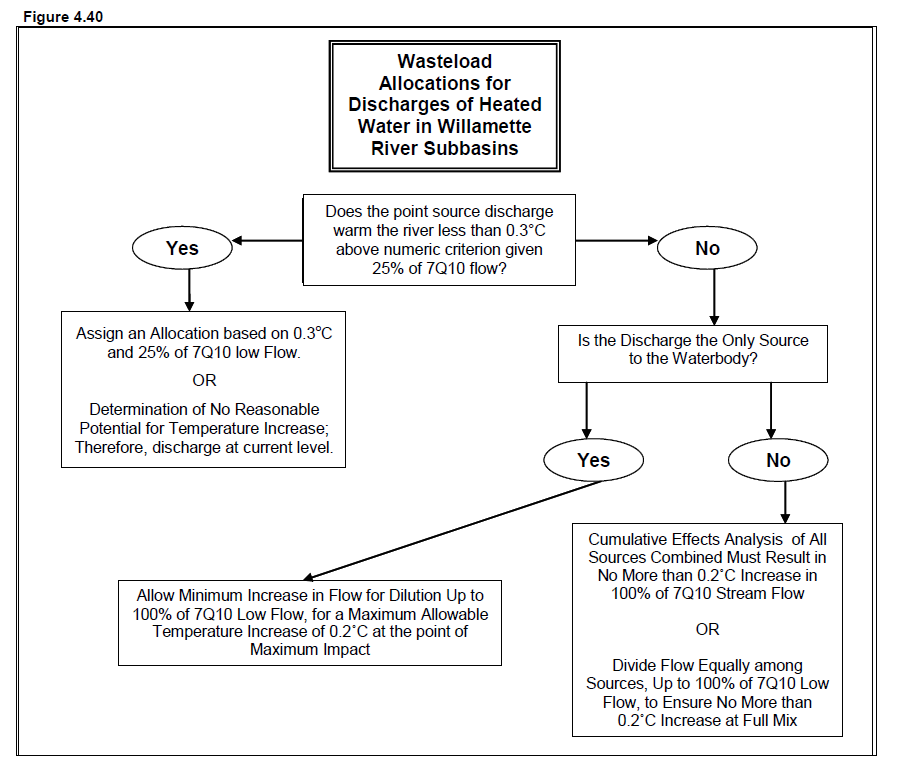 Figure 4.40
Wasteload
Allocations for
Discharges of Heated
Water in Willamette
River Subbasins
Does the point source discharge
warm the river less than 0.3°C
above numeric criterion given
25% of 7Q10 flow?
Yes
No
Assign an Allocation based on 0.3°C
and 25% of 7Q10 low Flow.
OR
Determination of No Reasonable
Potential for Temperature Increase;
Therefore, discharge at current level.
Is the Discharge the Only Source
to the Waterbody?
Yes
No
Allow Minimum Increase in Flow for Dilution Up to
100% of 7Q10 Low Flow, for a Maximum Allowable
Temperature Increase of 0.2°C at the point of
Maximum Impact
Cumulative Effects Analysis of All
Sources Combined Must Result in
No More than 0.2°C Increase in
100% of 7Q10 Stream Flow
OR
Divide Flow Equally among
Sources, Up to 100% of 7Q10 Low
Flow, to Ensure No More than
0.2°C Increase at Full Mix